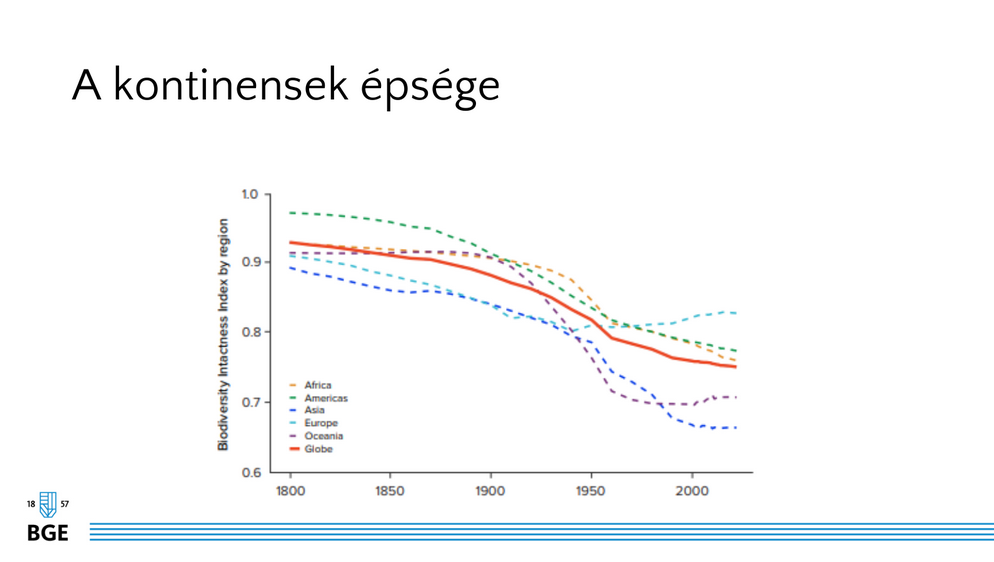 A kontinensek épsége
Biodiversity Intactness Index by region
1.0
0.9
0.8
0.7
0.6
Africa
Americas
Asia
Europe
Oceania
Globe
1800 1850 1900 1950 2000
18 57
BGE